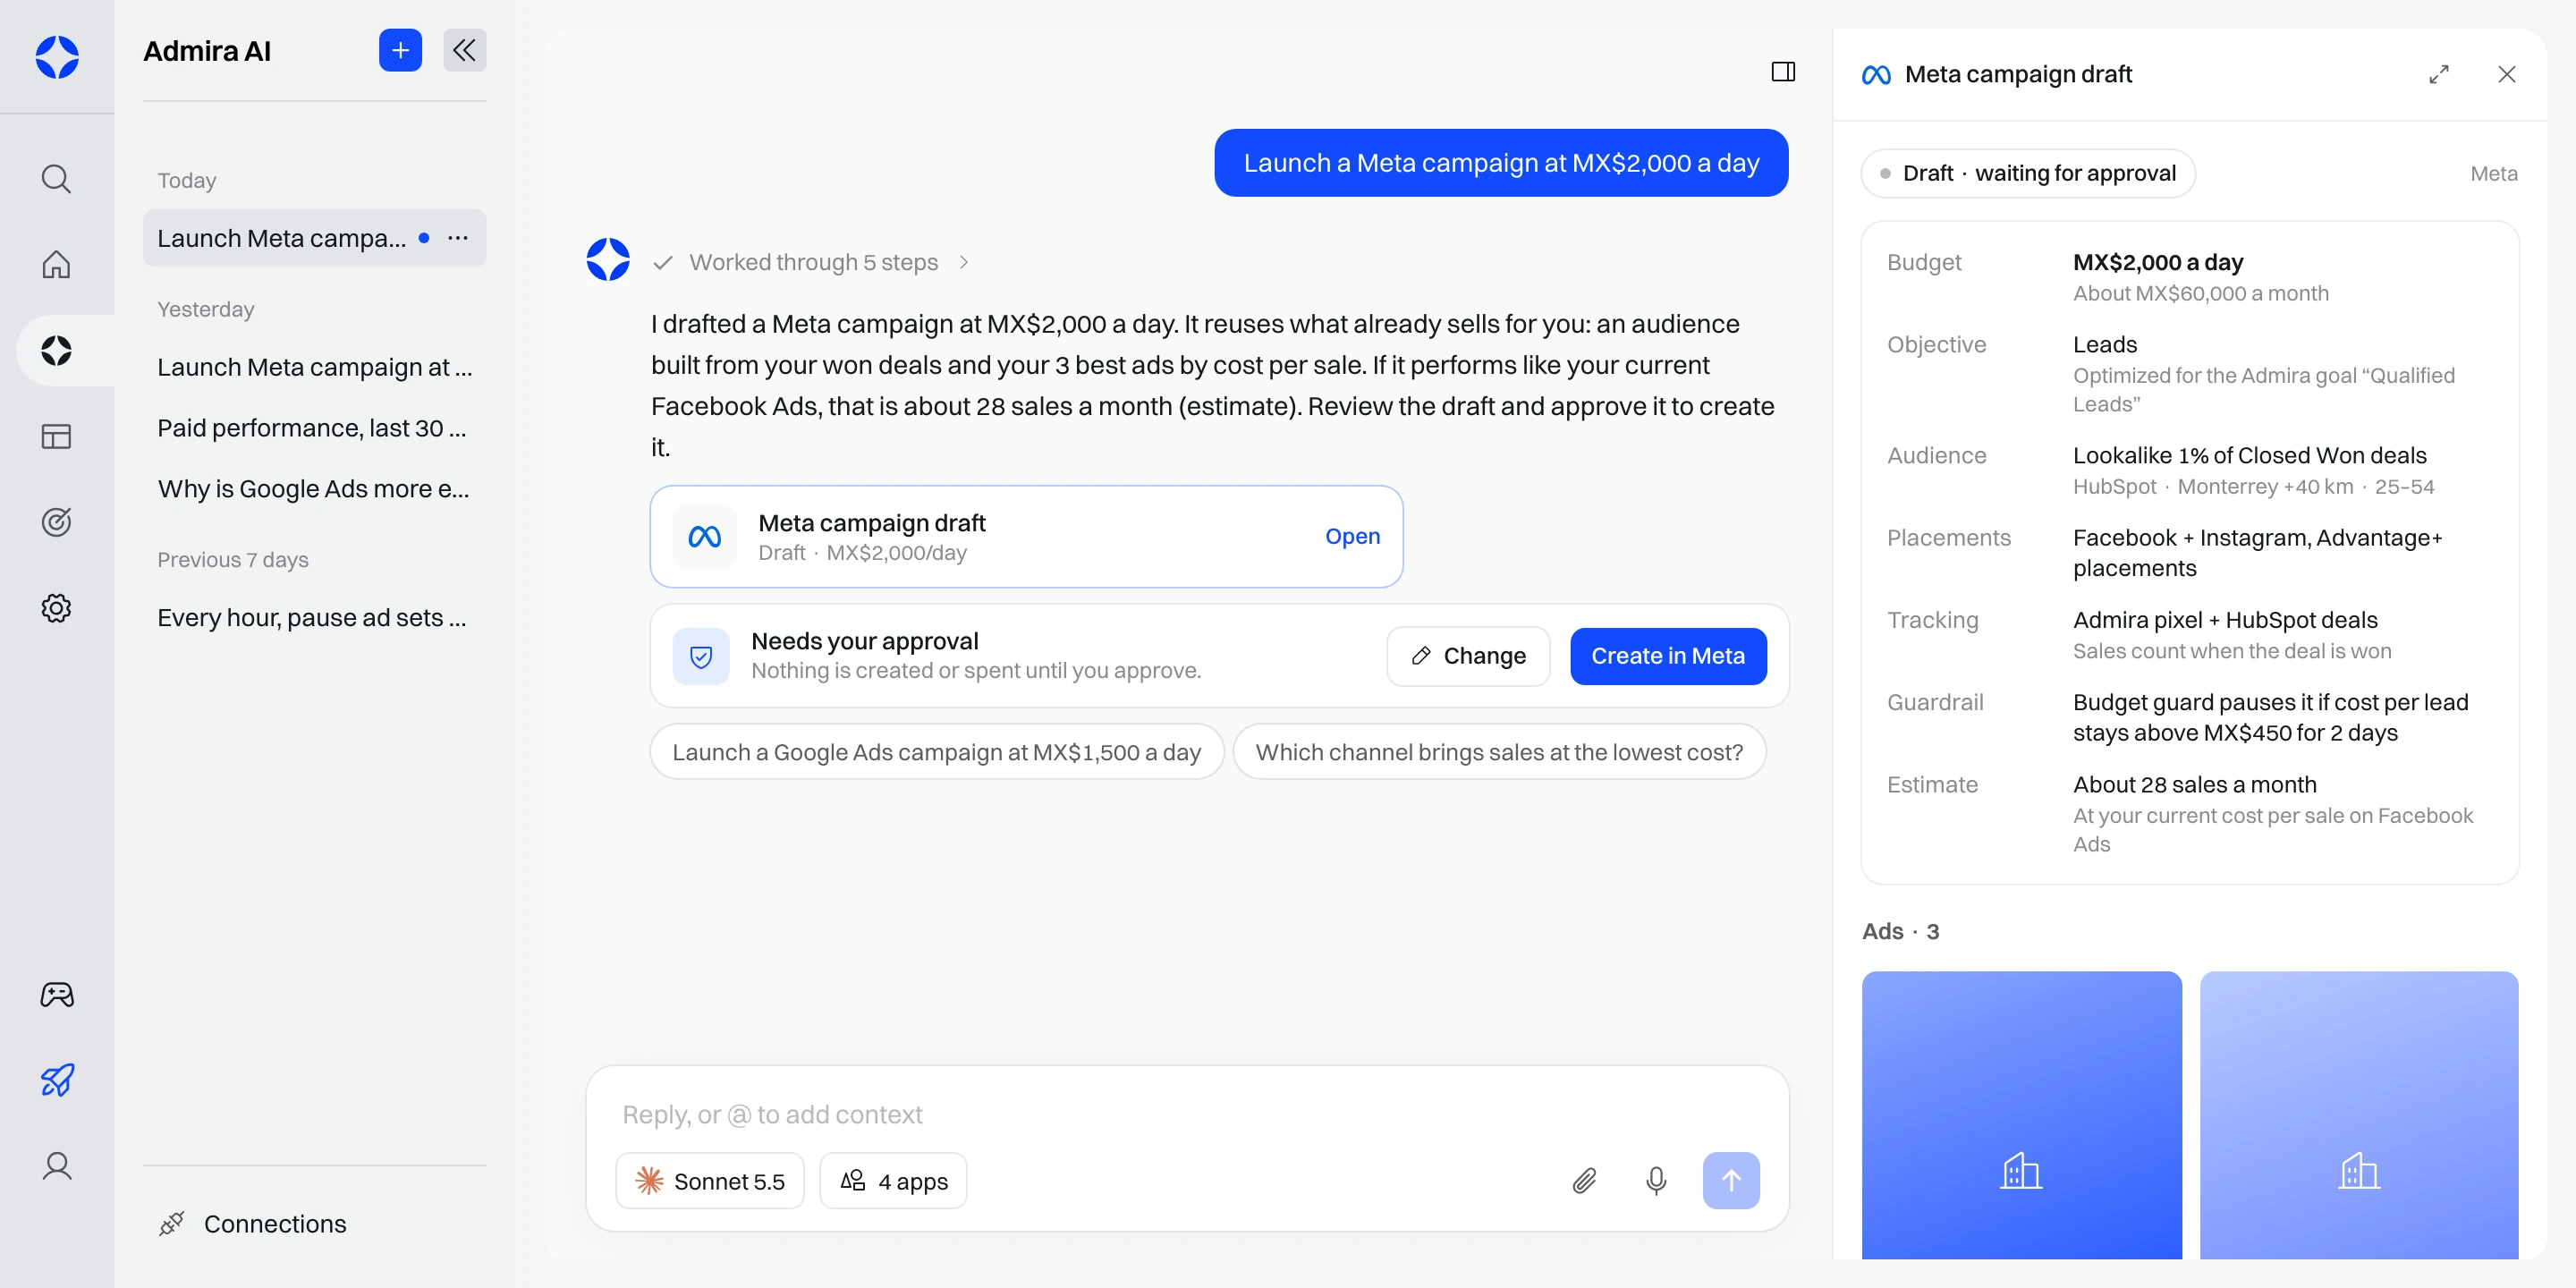 Admira AI
Today
Launch Meta campa...
Yesterday
Launch Meta campaign at ...
Paid performance, last 30 ...
Why is Google Ads more e...
Previous 7 days
Every hour, pause ad sets ...
Connections
Launch a Meta campaign at MX$2,000 a day
Worked through 5 steps
I drafted a Meta campaign at MX$2,000 a day. It reuses what already sells for you: an audience
built from your won deals and your 3 best ads by cost per sale. If it performs like your current
Facebook Ads, that is about 28 sales a month (estimate). Review the draft and approve it to create
it.
Meta campaign draft
Draft · MX$2,000/day
Open
Needs your approval
Nothing is created or spent until you approve.
Change
Create in Meta
Launch a Google Ads campaign at MX$1,500 a day
Which channel brings sales at the lowest cost?
Reply, or @ to add context
Sonnet 5.5
4 apps
Meta campaign draft
Draft · waiting for approval
Meta
Budget
MX$2,000 a day
About MX$60,000 a month
Objective
Leads
Optimized for the Admira goal “Qualified
Leads”
Audience
Lookalike 1% of Closed Won deals
HubSpot · Monterrey +40 km · 25–54
Placements
Facebook + Instagram, Advantage+
placements
Tracking
Admira pixel + HubSpot deals
Sales count when the deal is won
Guardrail
Budget guard pauses it if cost per lead
stays above MX$450 for 2 days
Estimate
About 28 sales a month
At your current cost per sale on Facebook
Ads
Ads · 3